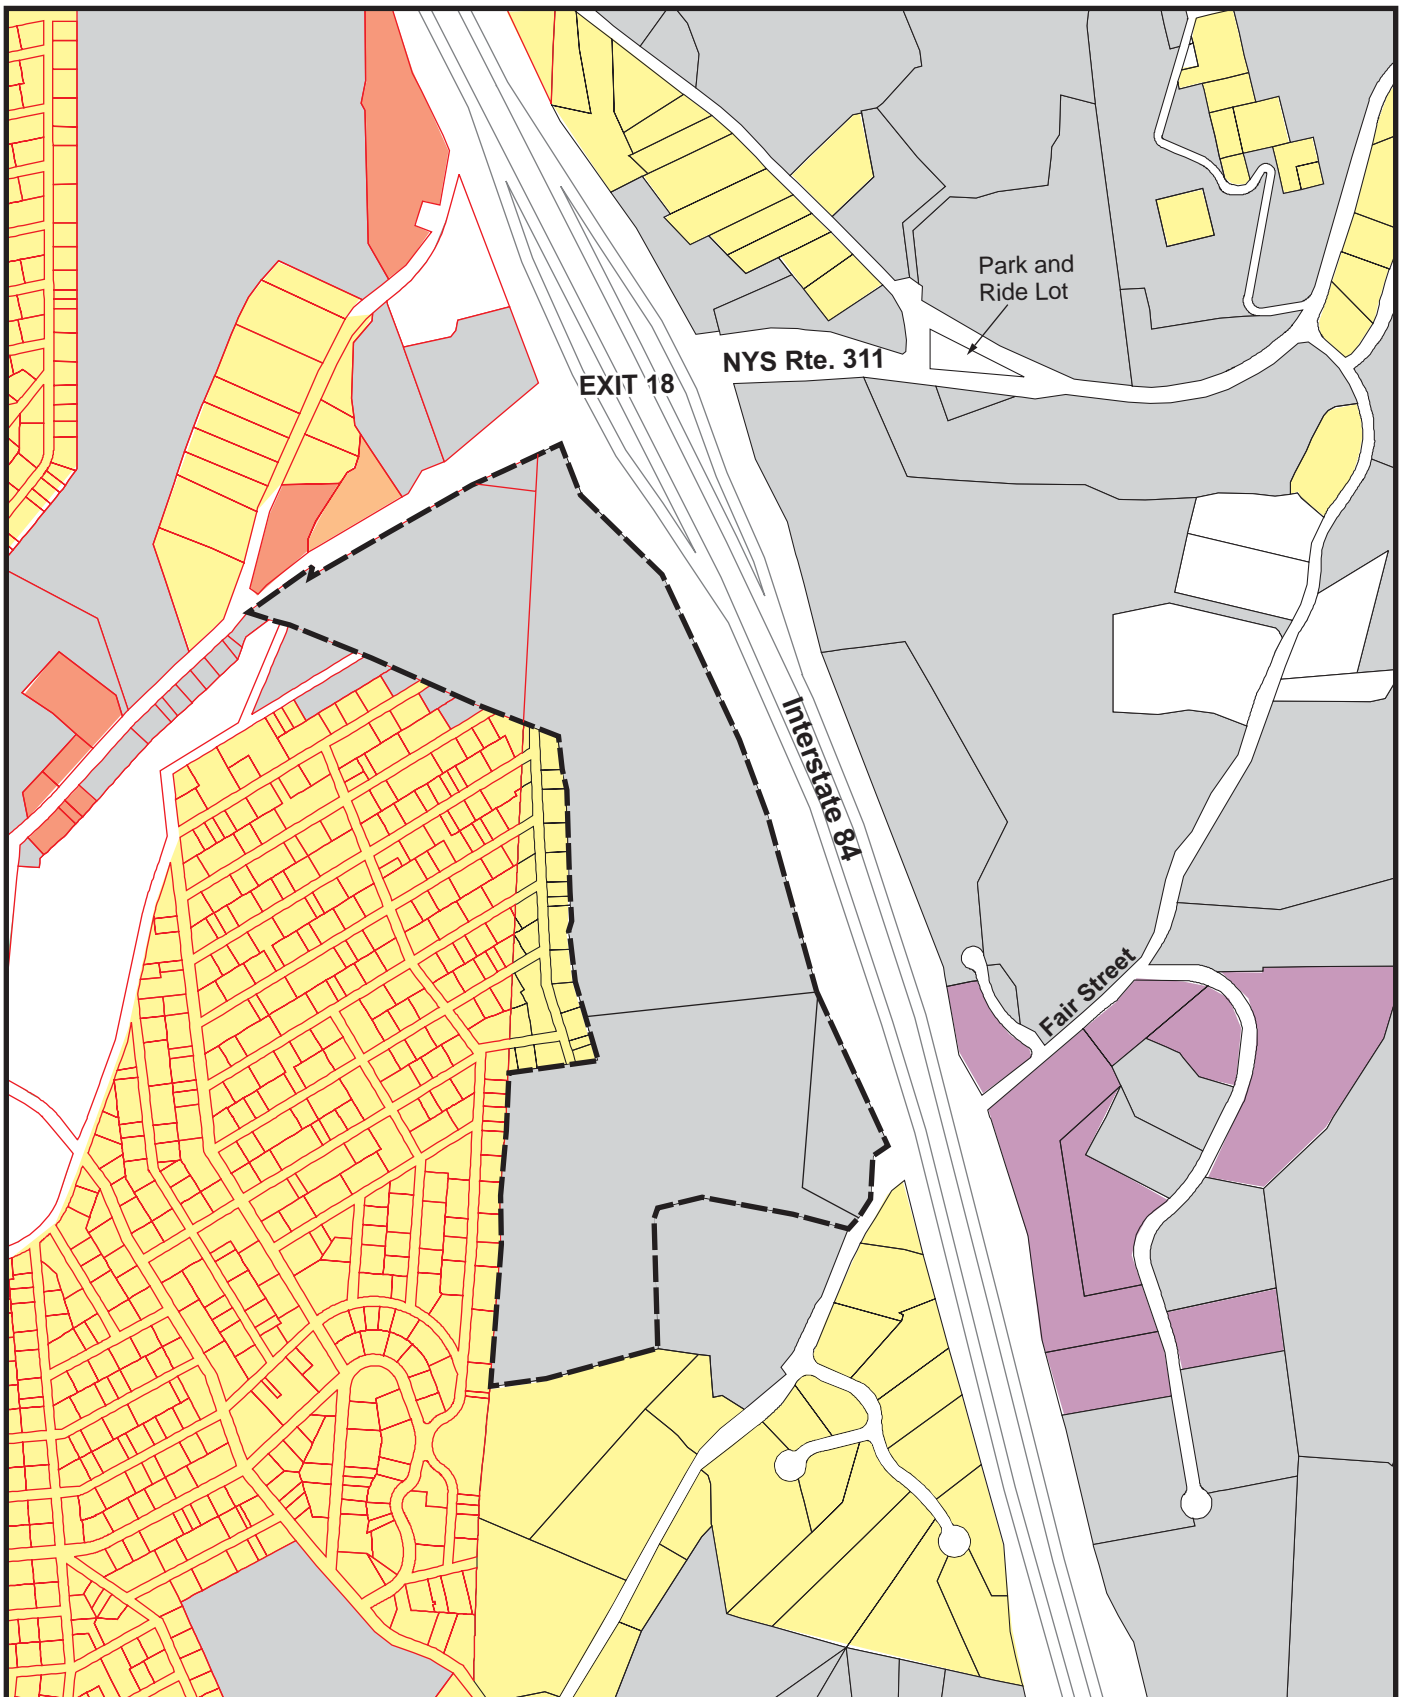 Park and
Ride Lot
NYS Rte. 311
EXIT 18
Interstate 84
Fair Street